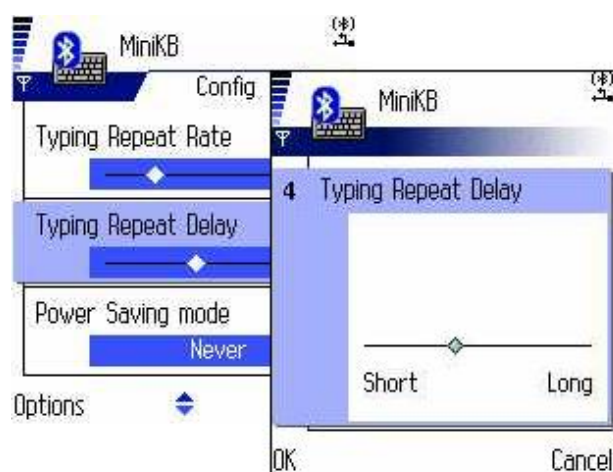 MiniKB
Config
Typing Repeat Rate
Typing Repeat Delay
Power Saving mode
Never
Options
MiniKB
4 Typing Repeat Delay
Short Long
OK Cancel